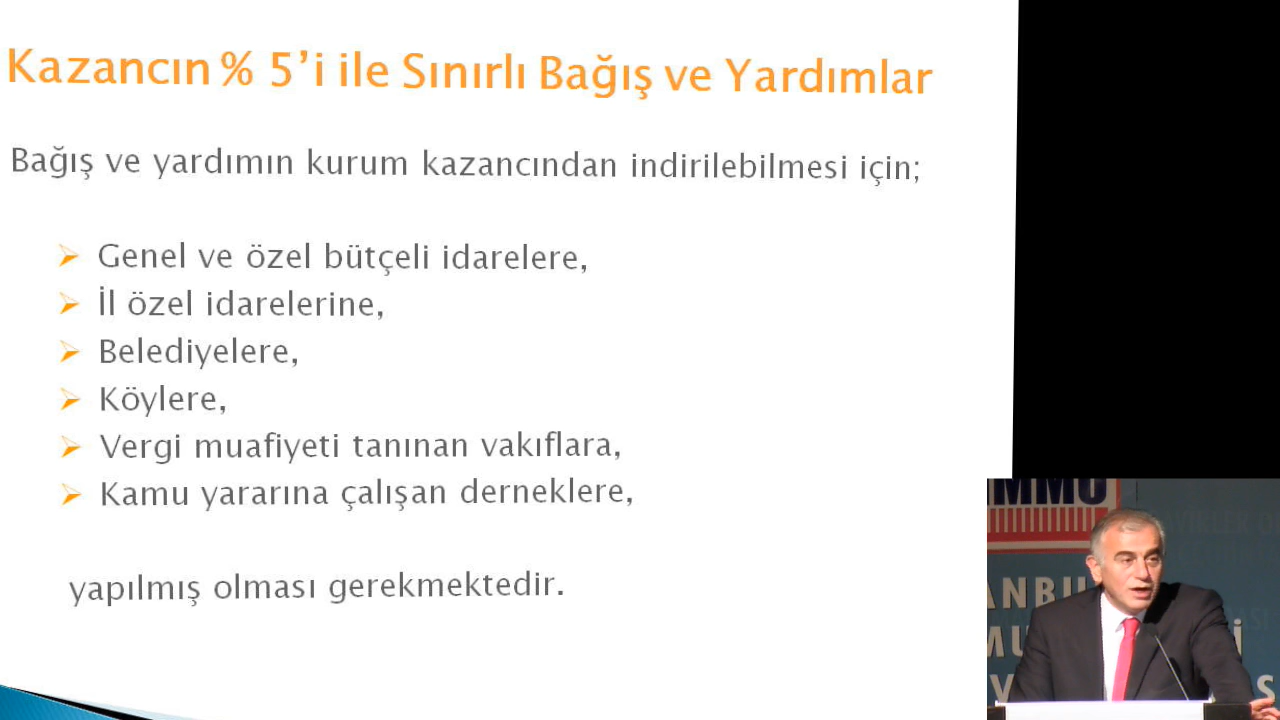 Kazancın % 5'i ile Sınırlı Bağış ve Yardımlar
Bağış ve yardımın kurum kazancından indirilebilmesi için;
Genel ve özel bütçeli idarelere,
İl özel idarelerine,
Belediyelere,
Köylere,
Vergi muafiyeti tanınan vakıflara,
Kamu yararına çalışan derneklere,
yapılmış olması gerekmektedir.